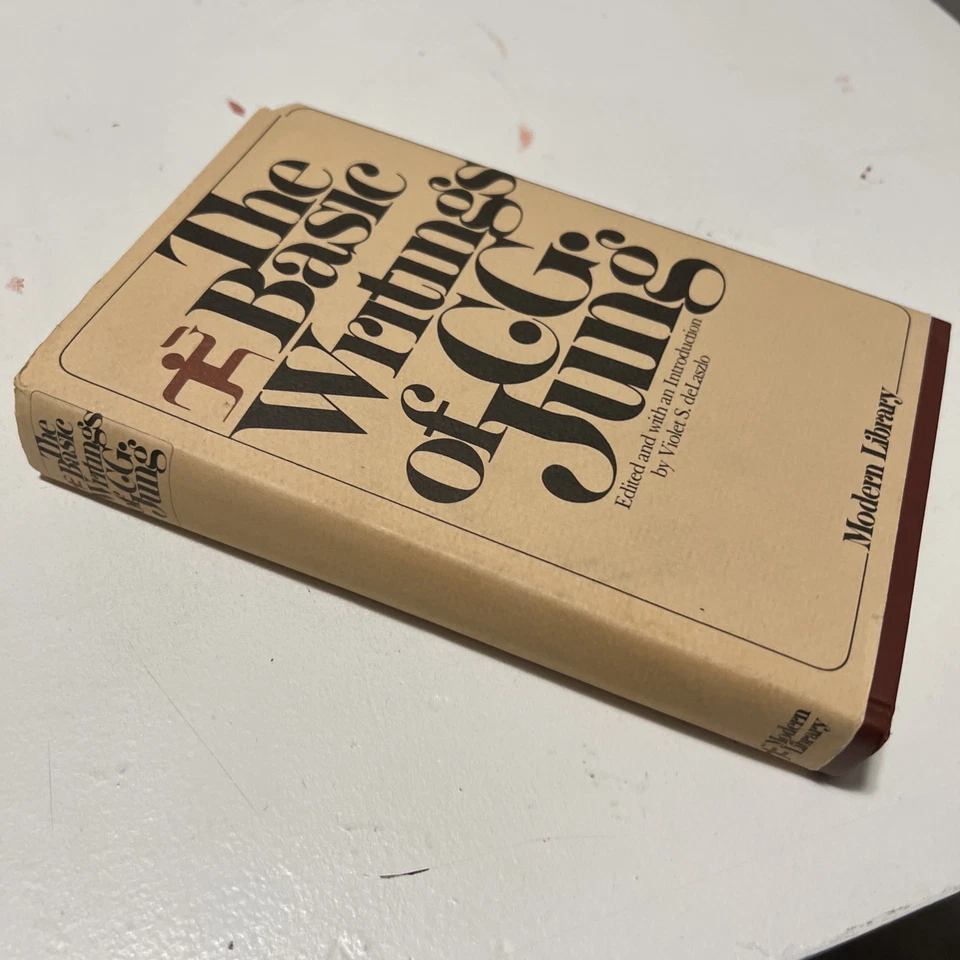 The
Basic
Writings
of C.G.
Jung
Edited and with an Introduction
by Violet S. deLaszlo
Modern Library
The
Basic
Writings
of C.G.
Jung
Modern
Library